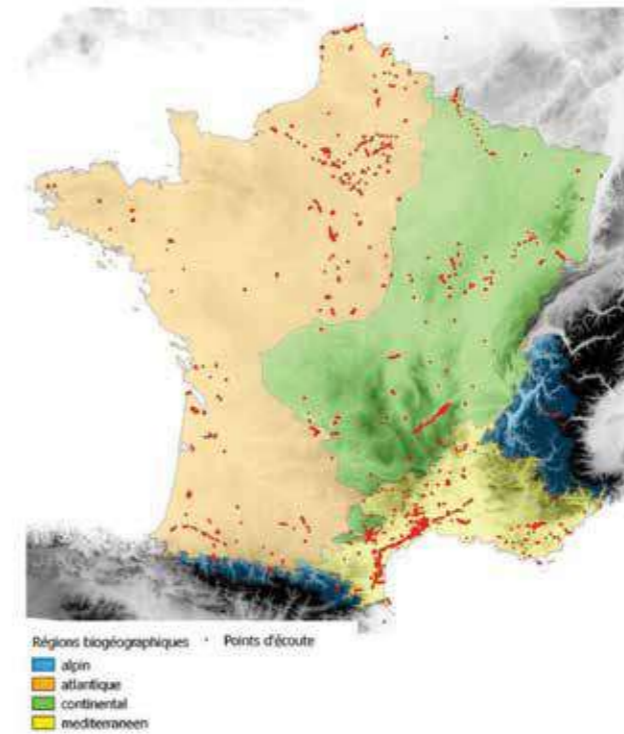 Régions biogéographiques • Points d'écoute
alpin
atlantique
continental
mediterraneen